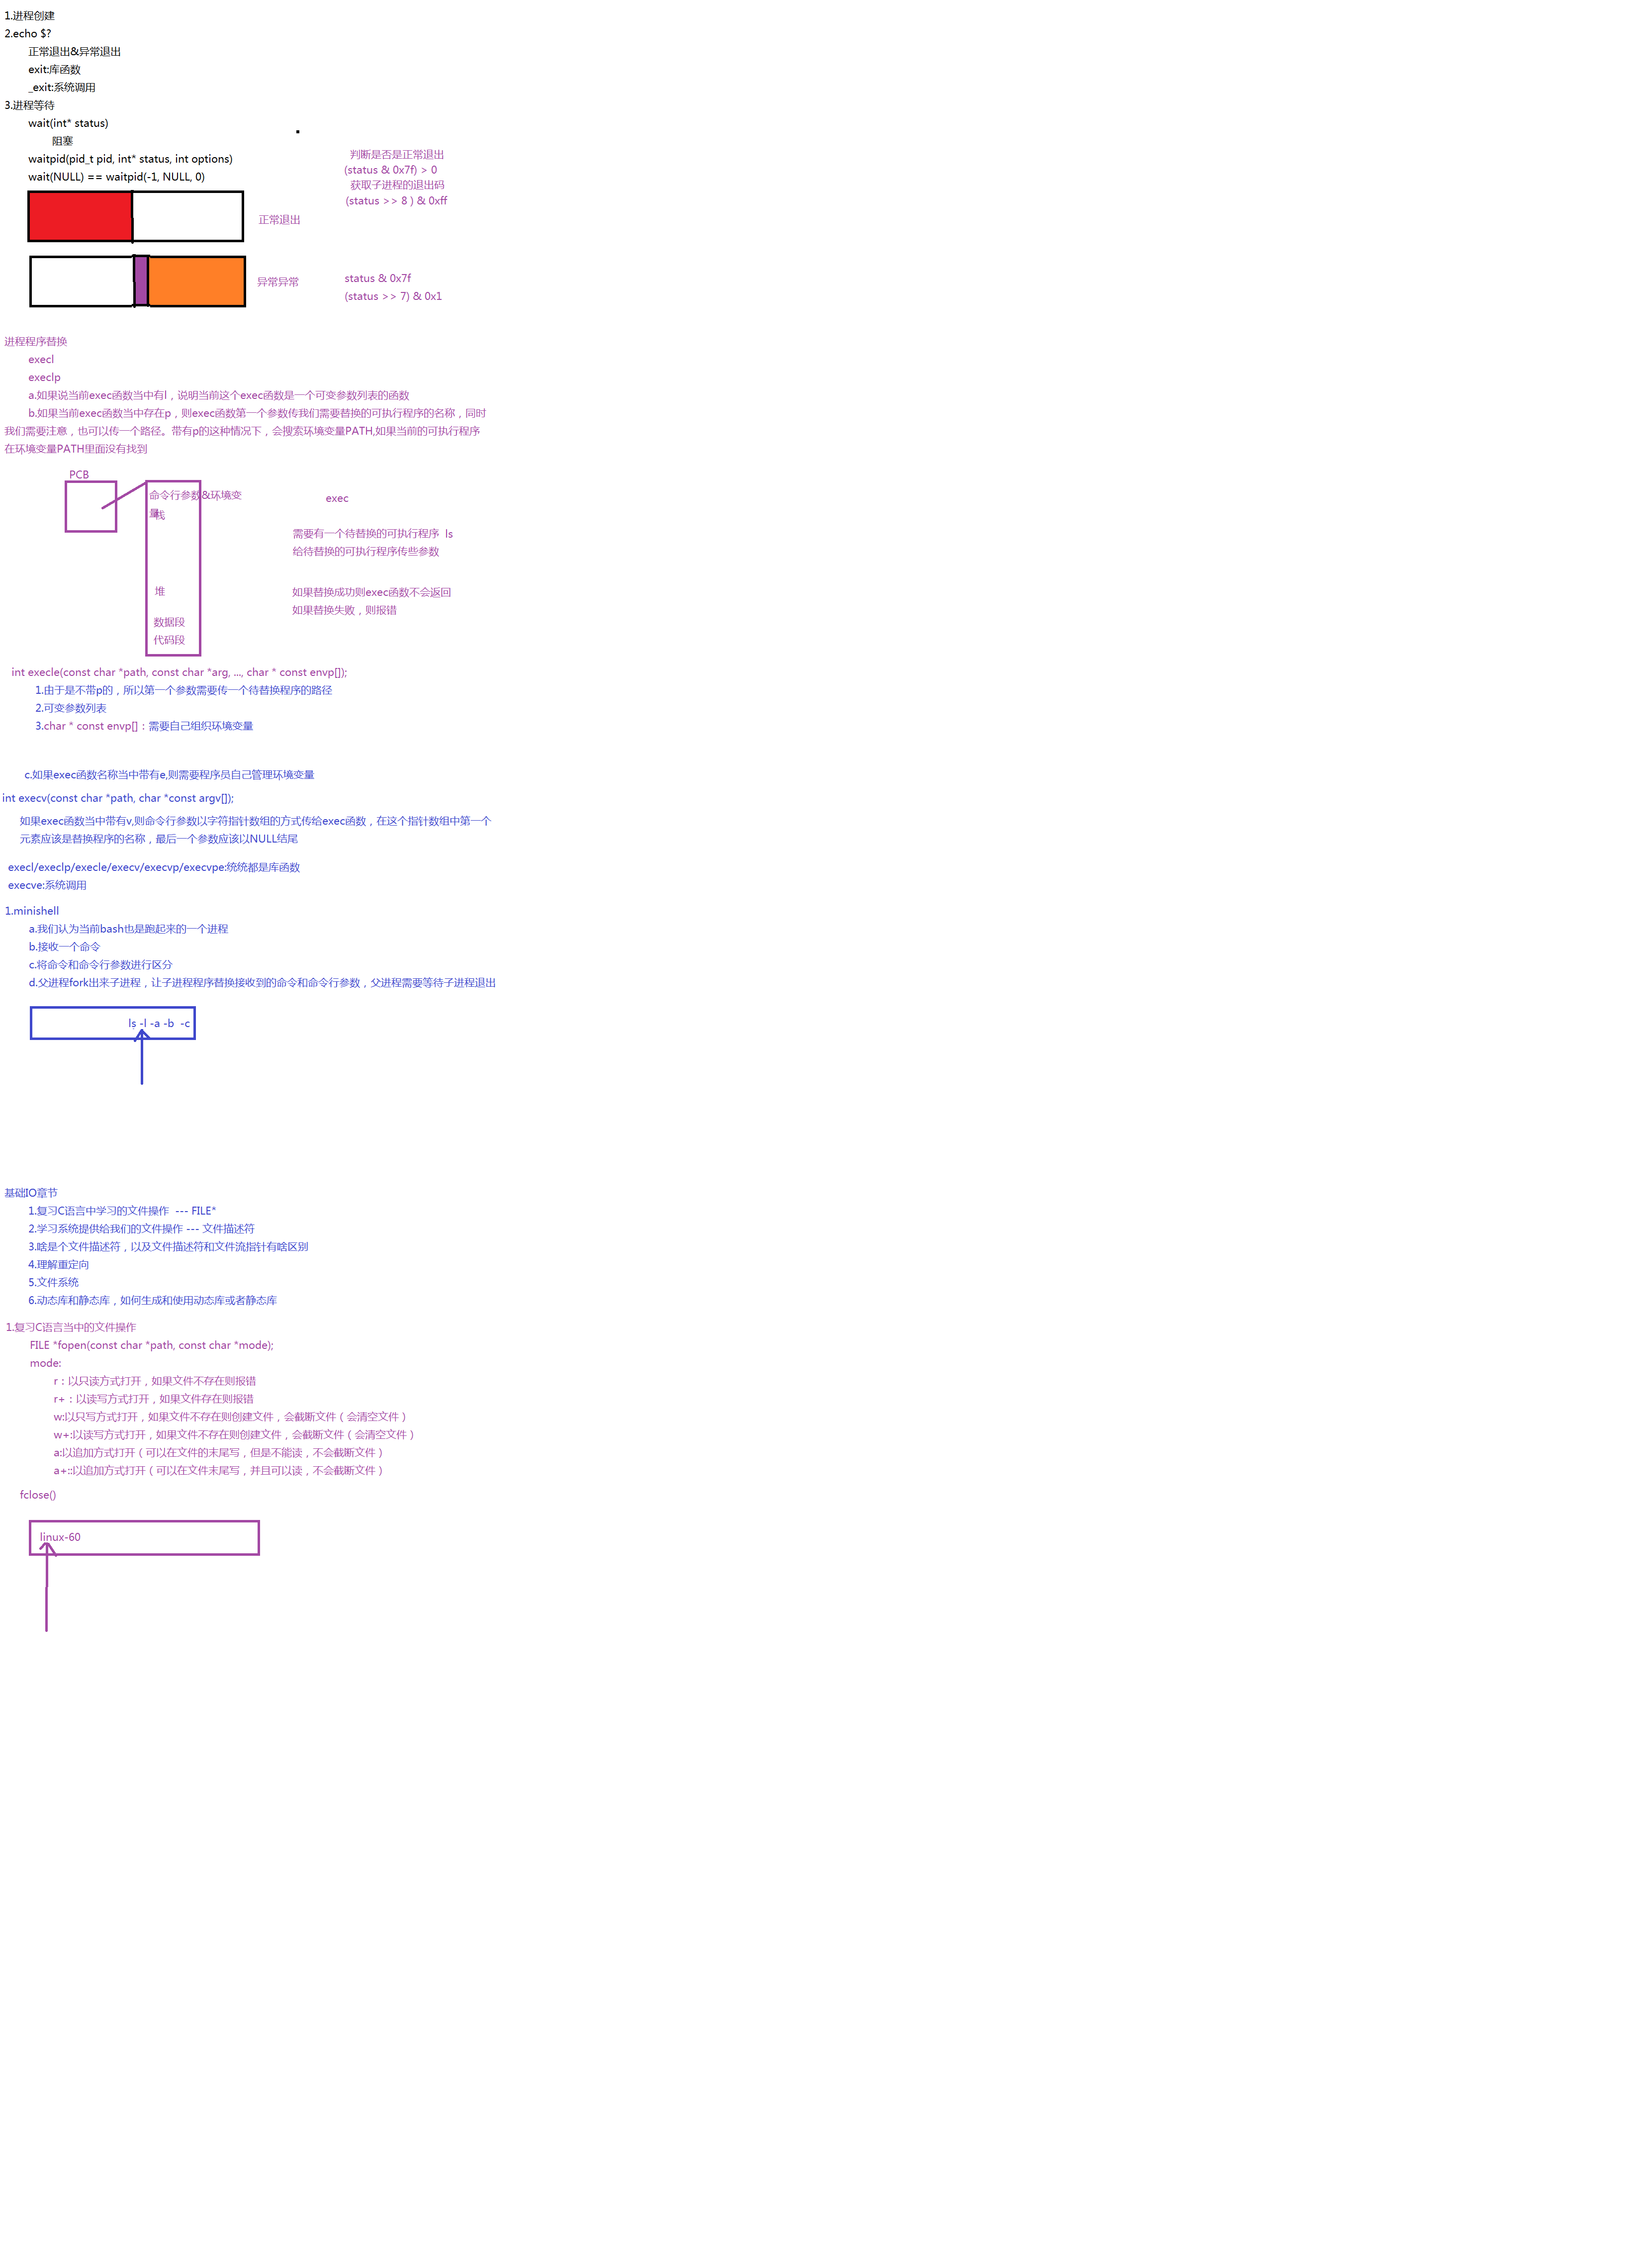 1.进程创建
2.echo $?
正常退出&异常退出
exit:库函数
_exit:系统调用
3.进程等待
wait(int* status)
阻塞
waitpid(pid_t pid, int* status, int options)
wait(NULL) == waitpid(-1, NULL, 0)
判断是否是正常退出
(status & 0x7f) > 0
获取子进程的退出码
(status >> 8 ) & 0xff
正常退出
异常异常
status & 0x7f
(status >> 7) & 0x1
进程程序替换
execl
execlp
a.如果说当前exec函数当中有l，说明当前这个exec函数是一个可变参数列表的函数
b.如果当前exec函数当中存在p，则exec函数第一个参数传我们需要替换的可执行程序的名称，同时
我们需要注意，也可以传一个路径。带有p的这种情况下，会搜索环境变量PATH,如果当前的可执行程序
在环境变量PATH里面没有找到
PCB
命令行参数&环境变
量
栈
堆
数据段
代码段
exec
需要有一个待替换的可执行程序  ls
给待替换的可执行程序传些参数
如果替换成功则exec函数不会返回
如果替换失败，则报错
int execle(const char *path, const char *arg, ..., char * const envp[]);
1.由于是不带p的，所以第一个参数需要传一个待替换程序的路径
2.可变参数列表
3.char * const envp[]：需要自己组织环境变量
c.如果exec函数名称当中带有e,则需要程序员自己管理环境变量
int execv(const char *path, char *const argv[]);
如果exec函数当中带有v,则命令行参数以字符指针数组的方式传给exec函数，在这个指针数组中第一个
元素应该是替换程序的名称，最后一个参数应该以NULL结尾
execl/execlp/execle/execv/execvp/execvpe:统统都是库函数
execve:系统调用
1.minishell
a.我们认为当前bash也是跑起来的一个进程
b.接收一个命令
c.将命令和命令行参数进行区分
d.父进程fork出来子进程，让子进程程序替换接收到的命令和命令行参数，父进程需要等待子进程退出
ls -l -a -b  -c
基础IO章节
1.复习C语言中学习的文件操作  --- FILE*
2.学习系统提供给我们的文件操作 --- 文件描述符
3.啥是个文件描述符，以及文件描述符和文件流指针有啥区别
4.理解重定向
5.文件系统
6.动态库和静态库，如何生成和使用动态库或者静态库
1.复习C语言当中的文件操作
FILE *fopen(const char *path, const char *mode);
mode:
r：以只读方式打开，如果文件不存在则报错
r+：以读写方式打开，如果文件存在则报错
w:以只写方式打开，如果文件不存在则创建文件，会截断文件（会清空文件）
w+:以读写方式打开，如果文件不存在则创建文件，会截断文件（会清空文件）
a:以追加方式打开（可以在文件的末尾写，但是不能读，不会截断文件）
a+::以追加方式打开（可以在文件末尾写，并且可以读，不会截断文件）
fclose()
linux-60